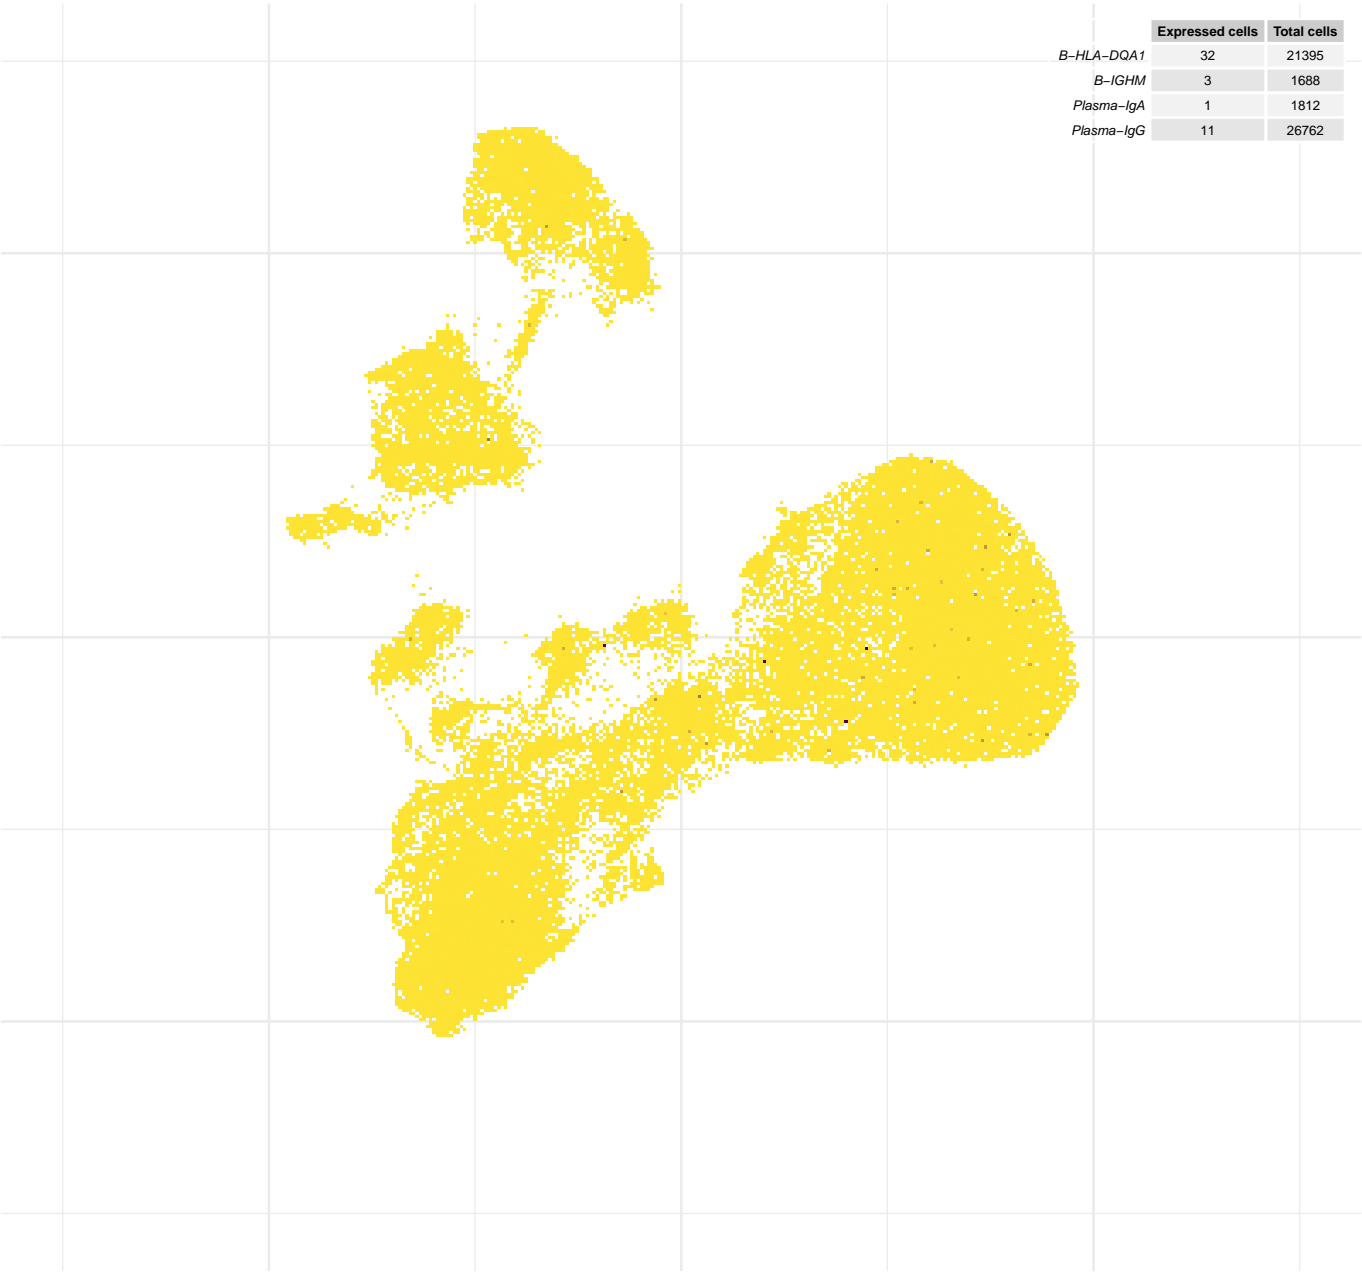 Expressed cells Total cells
B−HLA−DQA1 32 21395
B−IGHM 3 1688
Plasma−IgA 1 1812
Plasma−IgG 11 26762